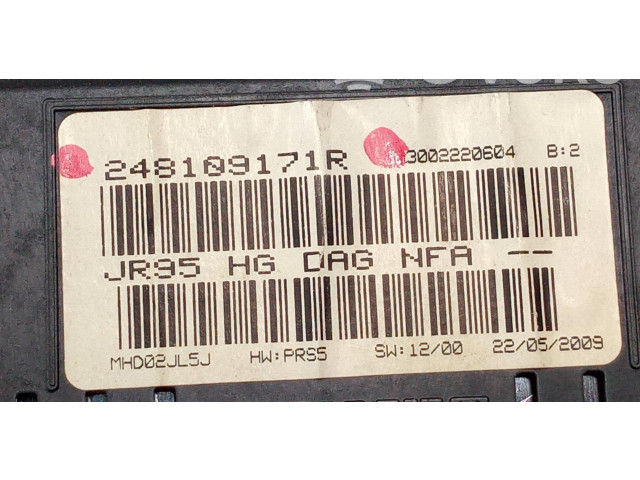 248109171R 3002220604 B:2
JR95 HG DAG NFA --
MHD02JL5J HW:PRS5 SW:12/00 22/05/2009